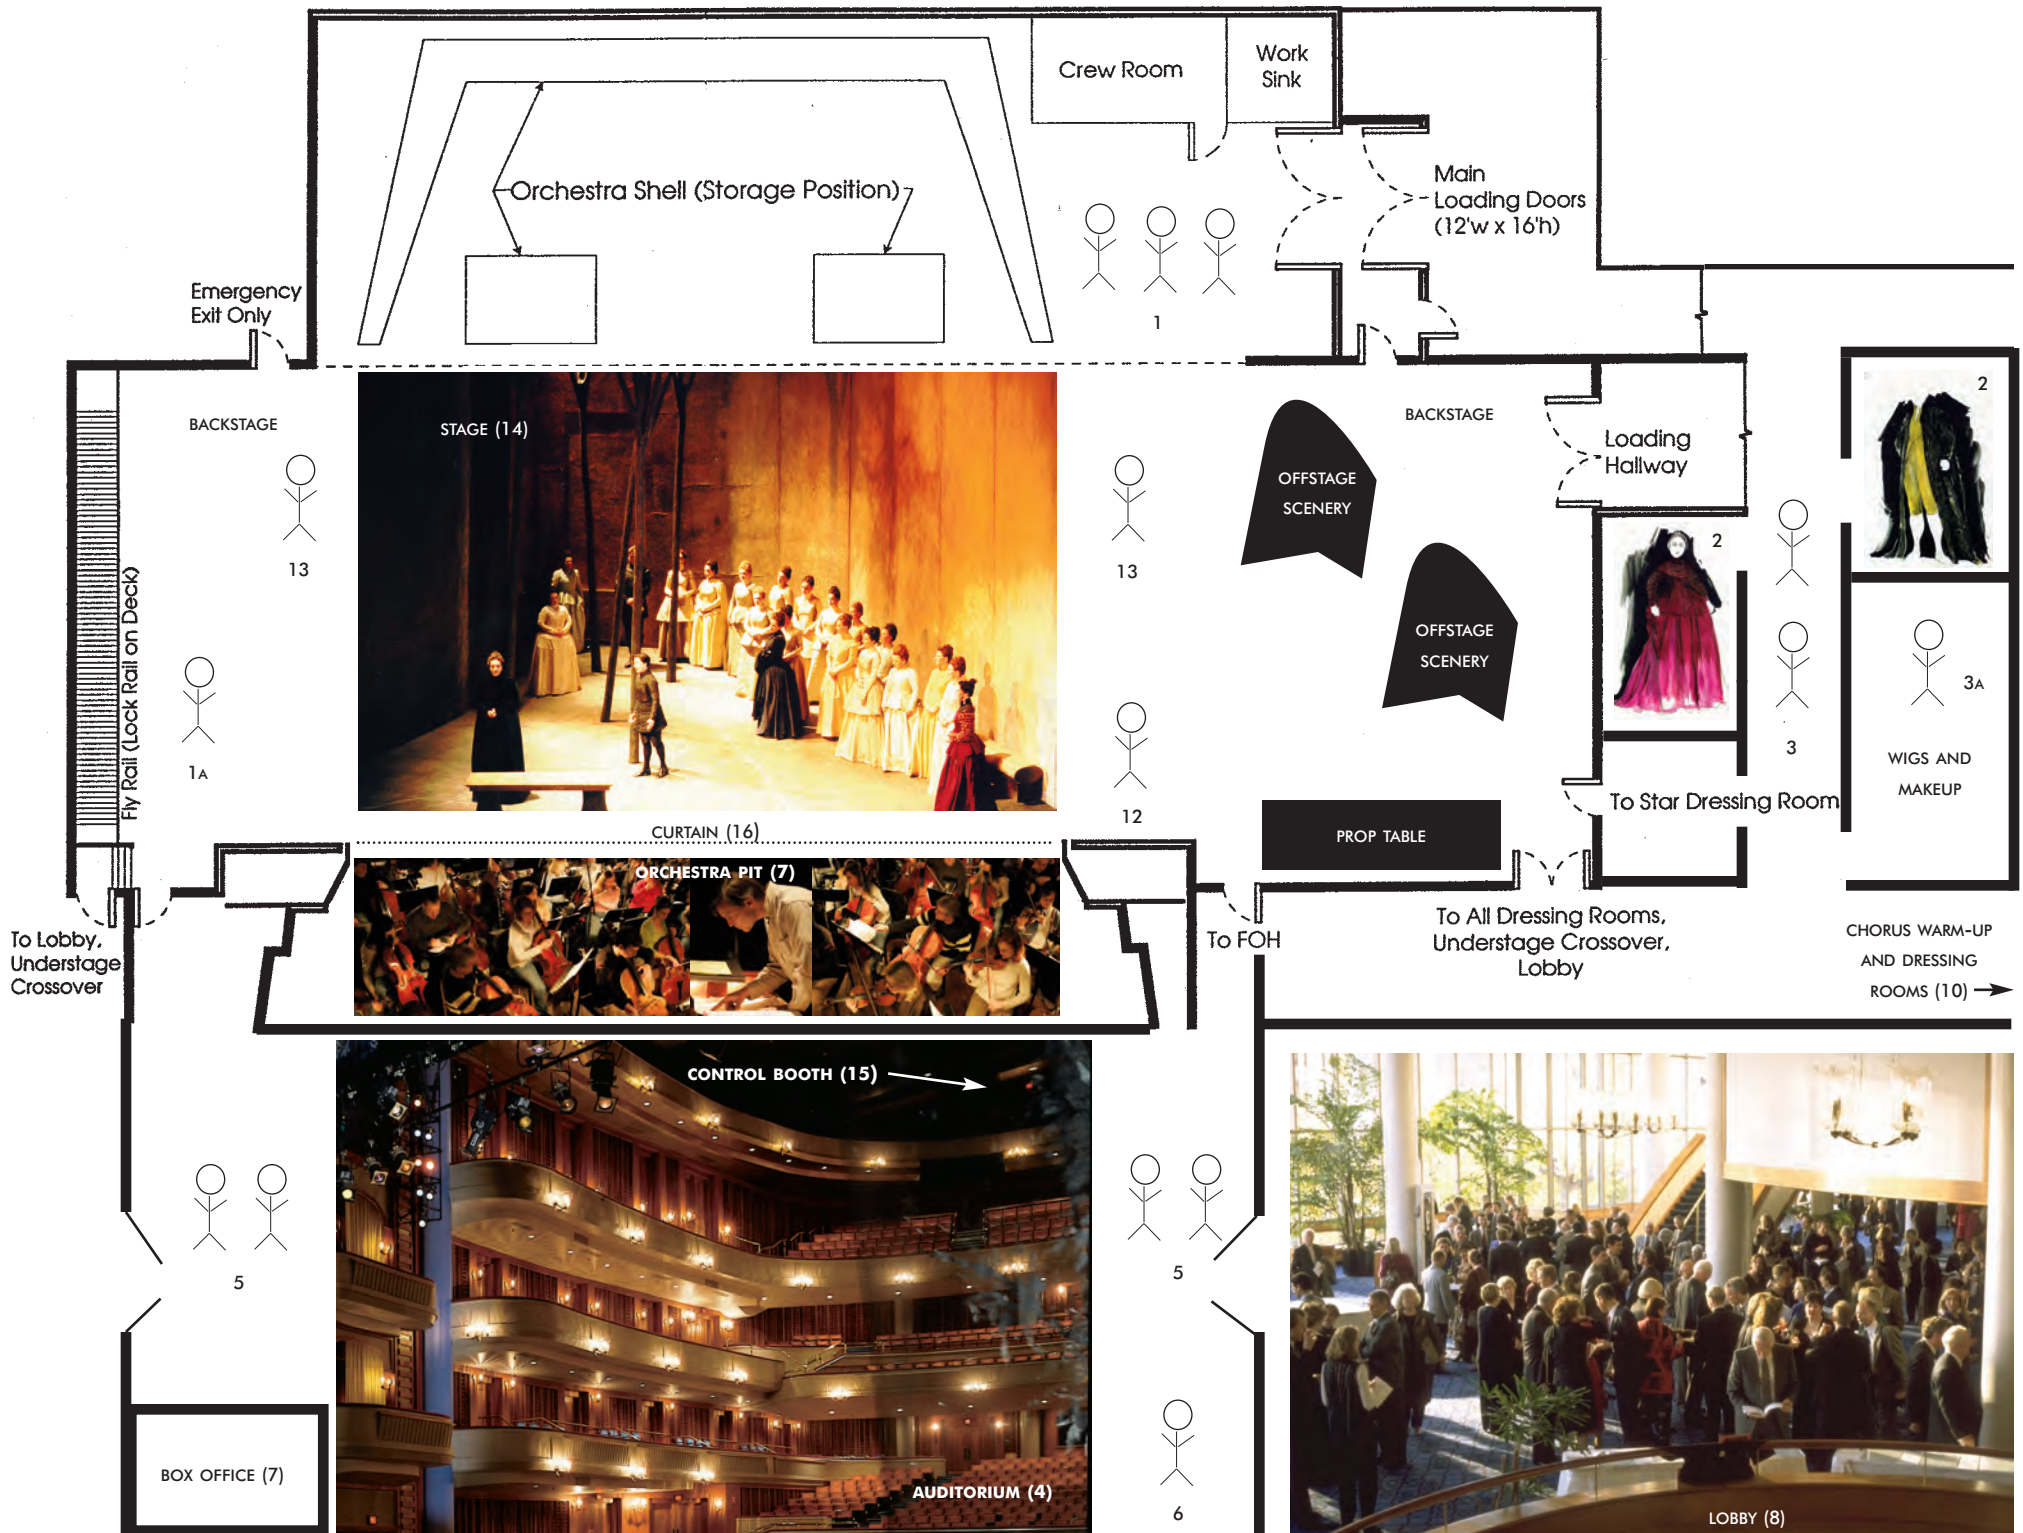 Crew Room
Work
Sink
Orchestra Shell (Storage Position)
Main
Loading Doors
(12'w x 16'h)
Emergency
Exit Only
1
BACKSTAGE
STAGE (14)
BACKSTAGE
2
OFFSTAGE
SCENERY
Loading
Hallway
13
13
2
OFFSTAGE
SCENERY
Fly Rail (Lock Rail on Deck)
1A
3A
3
WIGS AND
MAKEUP
To Star Dressing Room
12
CURTAIN (16)
PROP TABLE
ORCHESTRA PIT (7)
To Lobby,
Understage
Crossover
To FOH
To All Dressing Rooms,
Understage Crossover,
Lobby
CHORUS WARM-UP
AND DRESSING
ROOMS (10)
CONTROL BOOTH (15)
5
5
BOX OFFICE (7)
AUDITORIUM (4)
6
LOBBY (8)